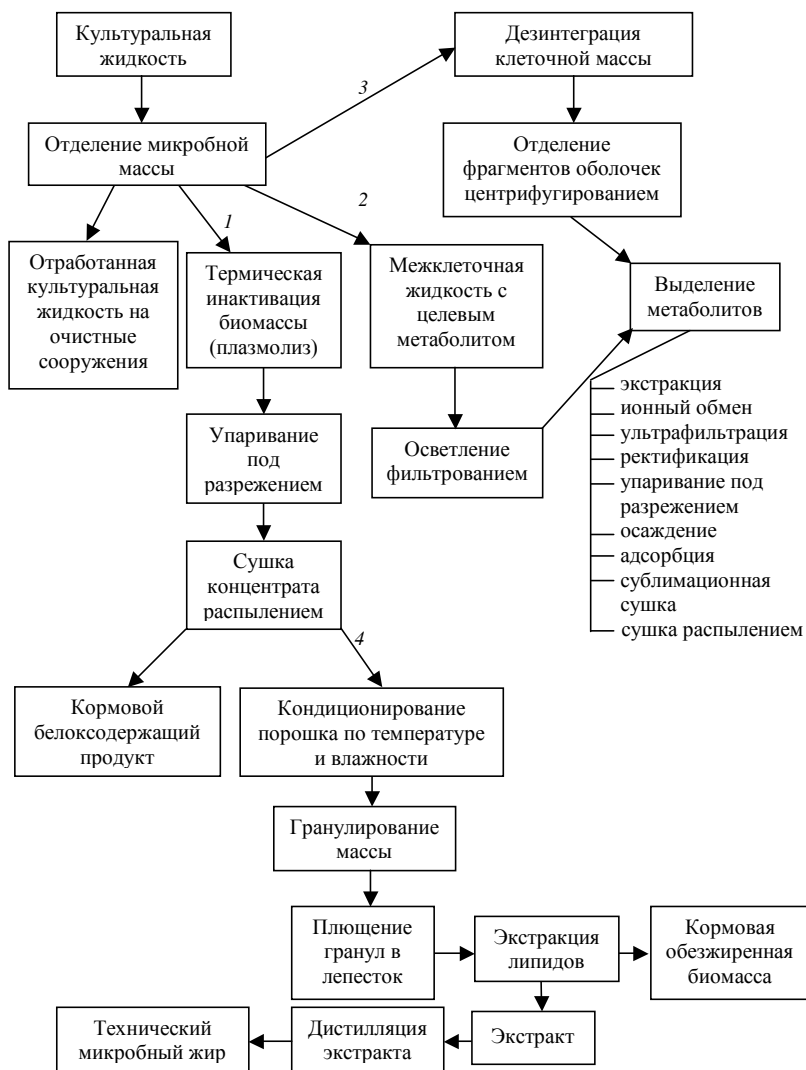 Культуральная
жидкость
Дезинтеграция
клеточной массы
3
Отделение микробной
массы
Отделение
фрагментов оболочек
центрифугированием
1
2
Отработанная
культуральная
жидкость на
очистные
сооружения
Термическая
инактивация
биомассы
(плазмолиз)
Межклеточная
жидкость с
целевым
метаболитом
Выделение
метаболитов
Упаривание
под
разрежением
Осветление
фильтрованием
экстракция
ионный обмен
ультрафильтрация
ректификация
упаривание под
разрежением
осаждение
адсорбция
сублимационная
сушка
сушка распылением
Сушка
концентрата
распылением
4
Кормовой
белоксодержащий
продукт
Кондиционирование
порошка по температуре
и влажности
Гранулирование
массы
Плющение
гранул в
лепесток
Экстракция
липидов
Кормовая
обезжиренная
биомасса
Технический
микробный жир
Дистилляция
экстракта
Экстракт